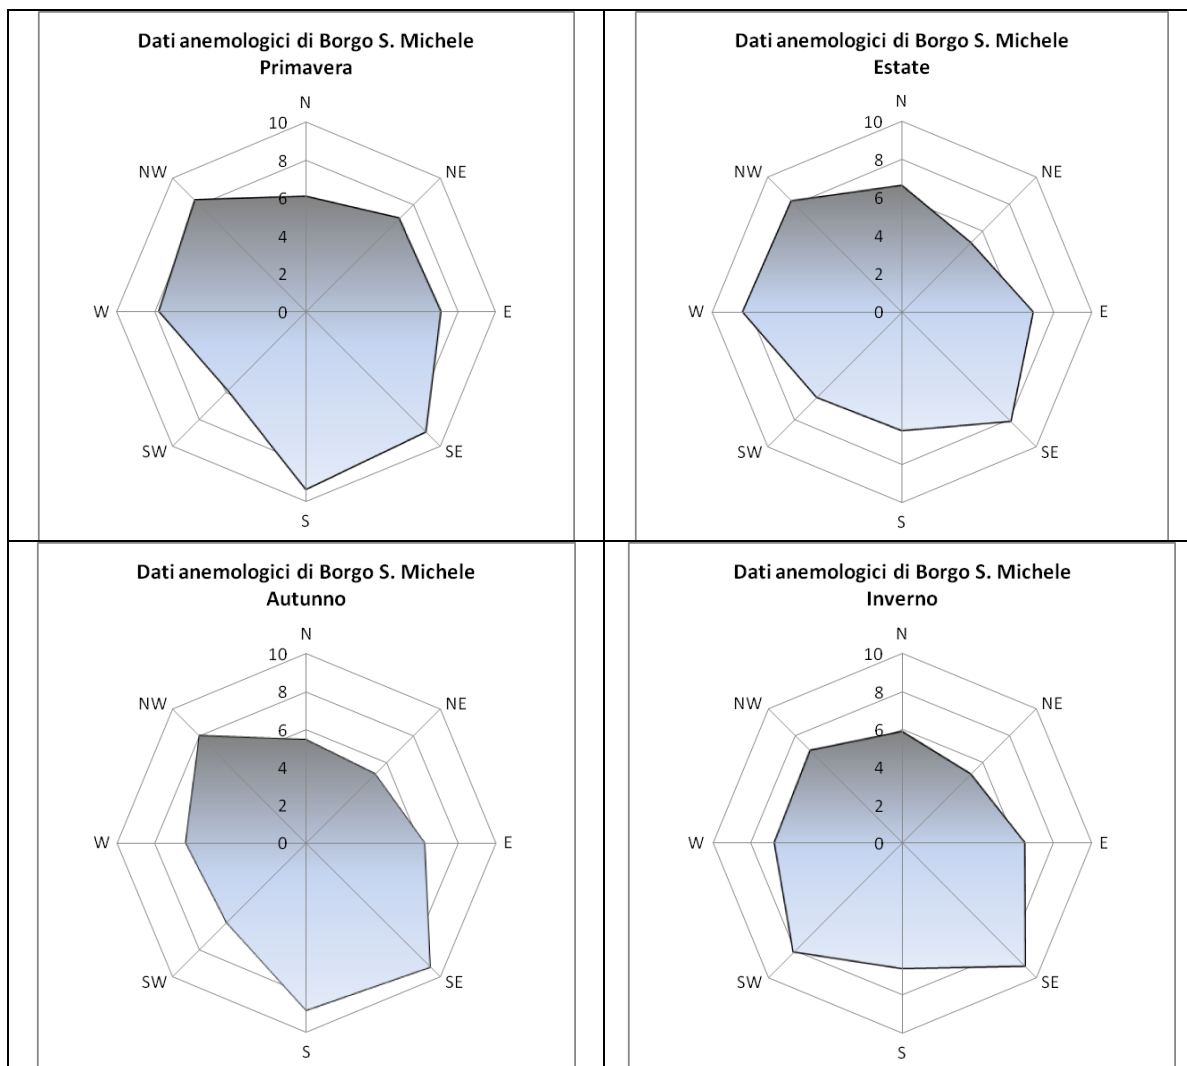 Dati anemologici di Borgo S. Michele
Primavera
N
10
NE
8
NW
6
4
2
W
0
E
SW
SE
S
Dati anemologici di Borgo S. Michele
Estate
N
10
NE
8
NW
6
4
2
W
0
E
SW
SE
S
Dati anemologici di Borgo S. Michele
Autunno
N
10
NE
8
NW
6
4
2
W
0
E
SW
SE
S
Dati anemologici di Borgo S. Michele
Inverno
N
10
NE
8
NW
6
4
2
W
0
E
SW
SE
S